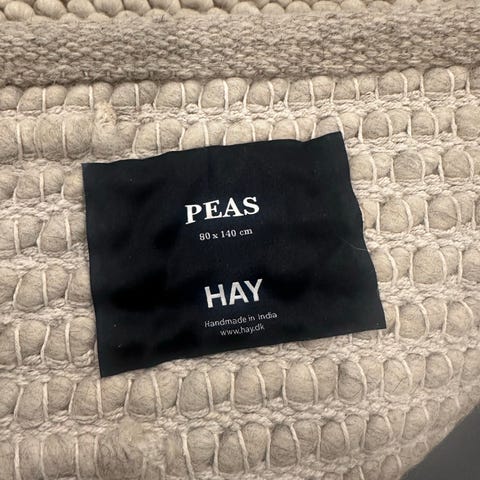 PEAS
80 x 140 cm
HAY
Handmade in India
www.hay.dk